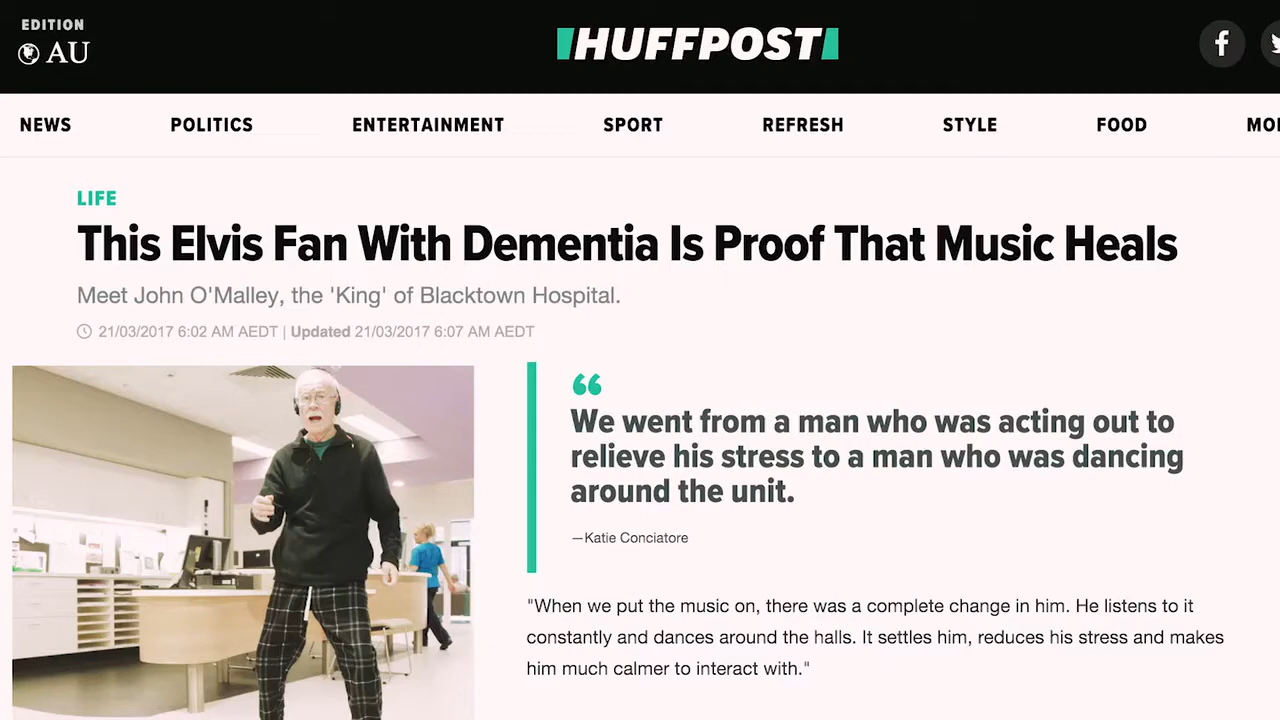 EDITION
AU
HUFFPOST
NEWS POLITICS ENTERTAINMENT SPORT REFRESH STYLE FOOD
LIFE
This Elvis Fan With Dementia Is Proof That Music Heals
Meet John O'Malley, the 'King' of Blacktown Hospital.
21/03/2017 6:02 AM AEDT | Updated 21/03/2017 6:07 AM AEDT
“
We went from a man who was acting out to
relieve his stress to a man who was dancing
around the unit.
—Katie Conciatore
"When we put the music on, there was a complete change in him. He listens to it
constantly and dances around the halls. It settles him, reduces his stress and makes
him much calmer to interact with."